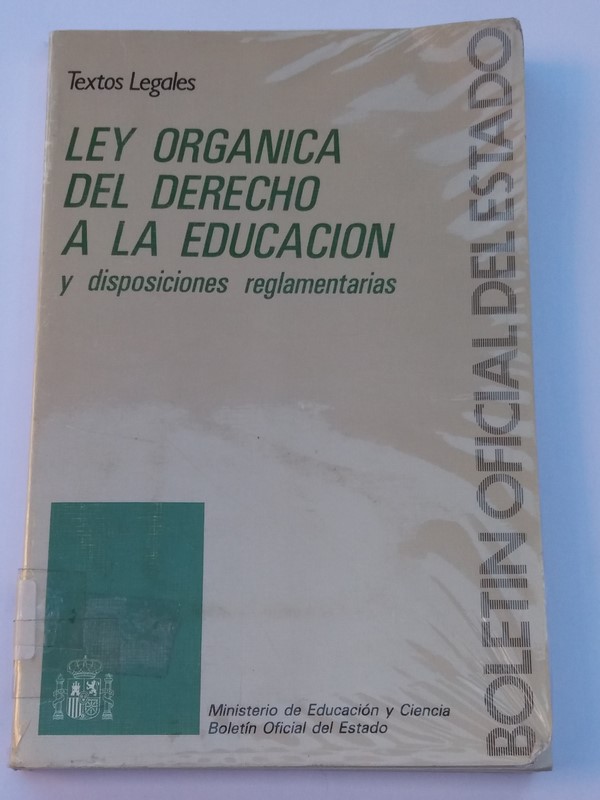 Textos Legales
LEY ORGANICA
DEL DERECHO
A LA EDUCACION
y disposiciones reglamentarias
BOLETIN OFICIAL DEL ESTADO
Ministerio de Educación y Ciencia
Boletín Oficial del Estado